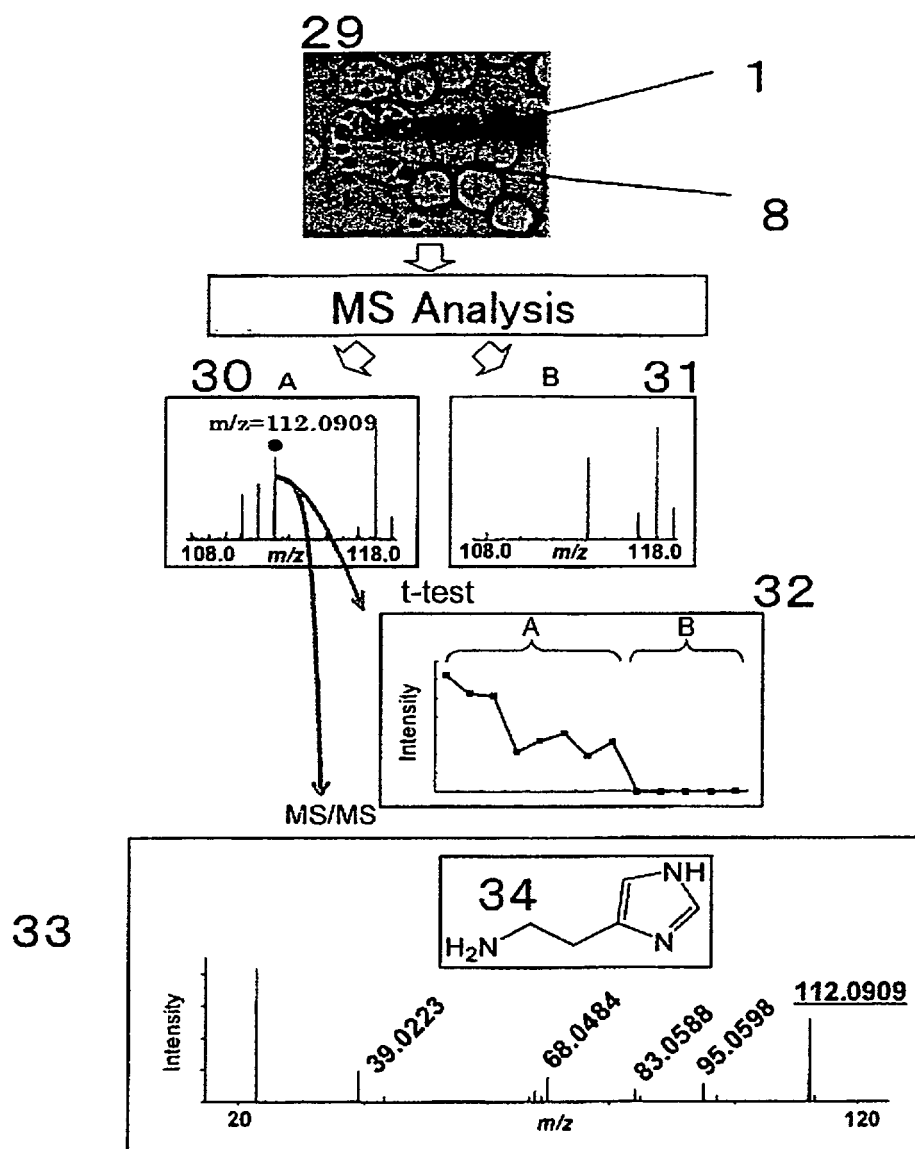 29
1
8
MS Analysis
30 A
B 31
m/z=112.0909
108.0 m/z 118.0
108.0 m/z 118.0
t-test
32
A B
Intensity
MS/MS
33
34
NH
H₂N
N
Intensity
39.0223
68.0484
83.0588
95.0598
112.0909
20 m/z 120